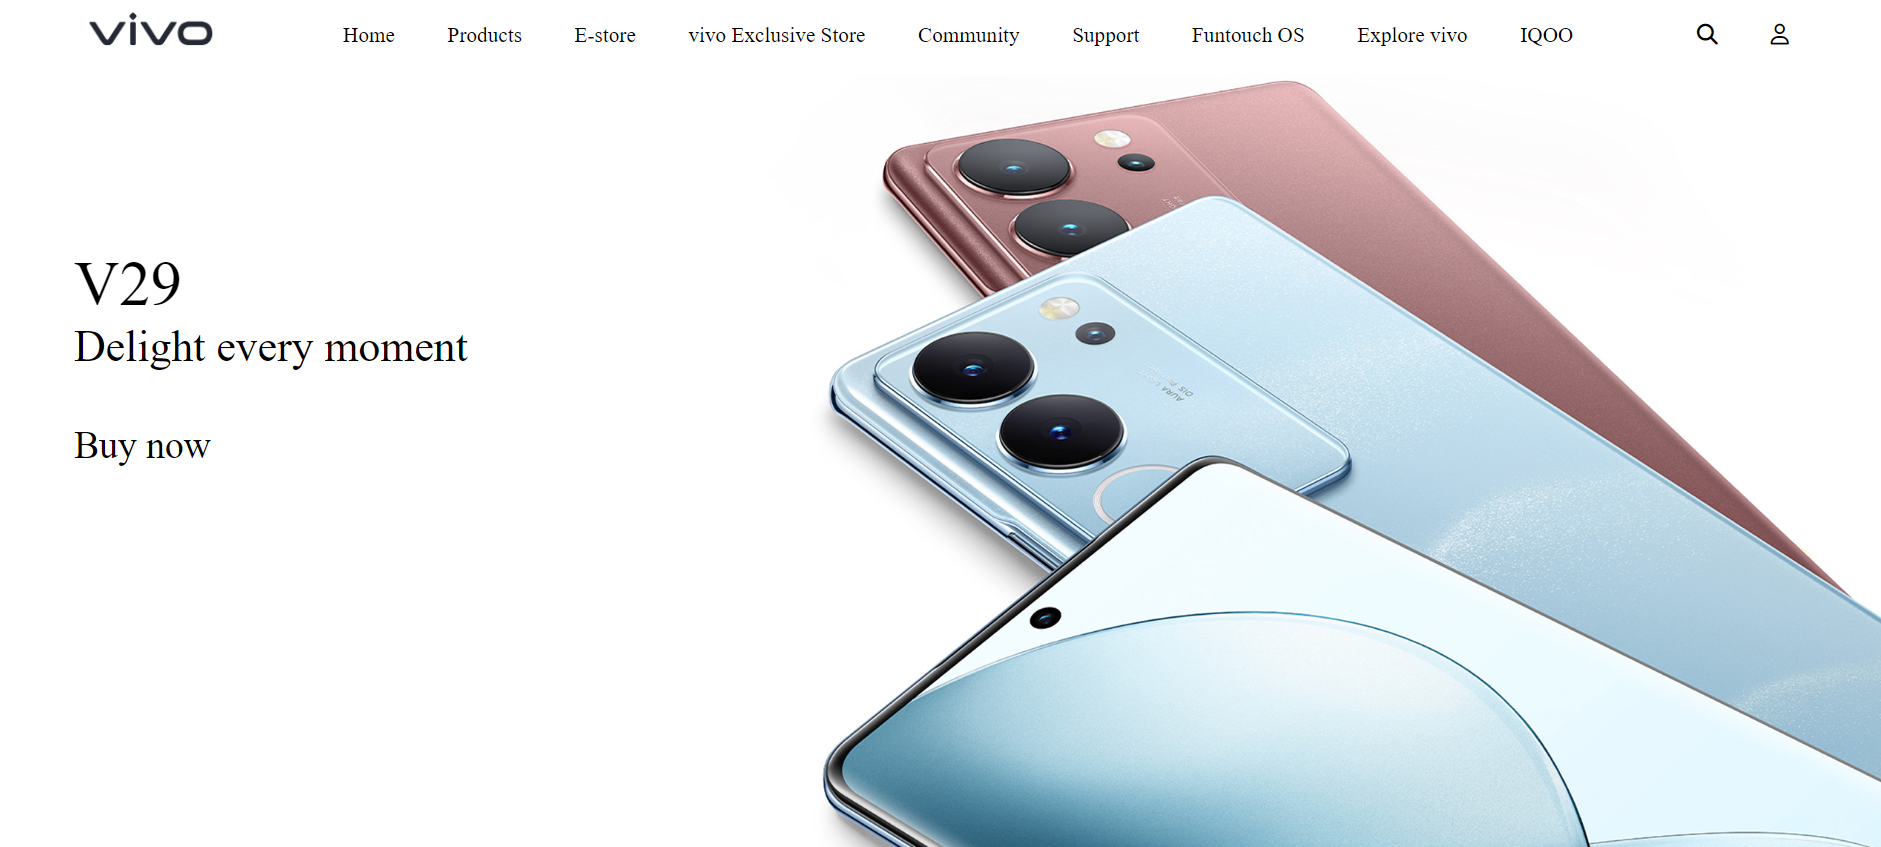 vivo
Home Products E-store vivo Exclusive Store Community Support Funtouch OS Explore vivo IQOO
V29
Delight every moment
Buy now
AURA